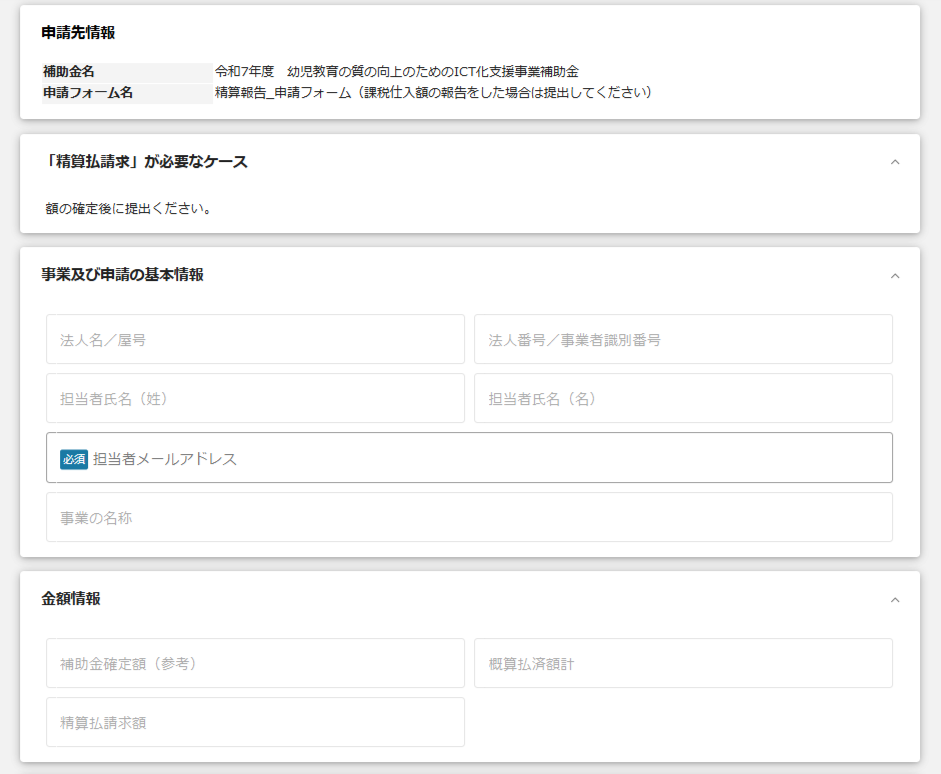 申請先情報
補助金名 令和7年度 幼児教育の質の向上のためのICT化支援事業補助金
申請フォーム名 精算報告_申請フォーム（課税仕入額の報告をした場合は提出してください）
「精算払請求」が必要なケース
額の確定後に提出ください。
事業及び申請の基本情報
法人名／屋号 法人番号／事業者識別番号
担当者氏名（姓） 担当者氏名（名）
必須 担当者メールアドレス
事業の名称
金額情報
補助金確定額（参考） 概算払済額計
精算払請求額